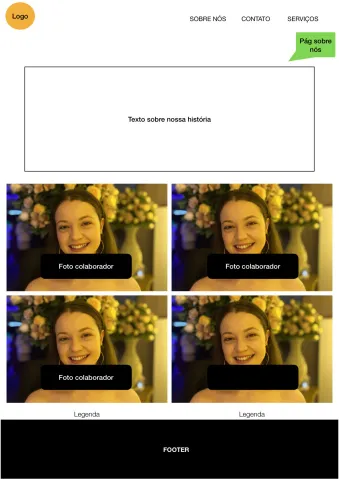 Logo
SOBRE NÓS CONTATO SERVIÇOS
Pág sobre
nós
Texto sobre nossa história
Foto colaborador
Foto colaborador
Foto colaborador
Legenda
Legenda
FOOTER